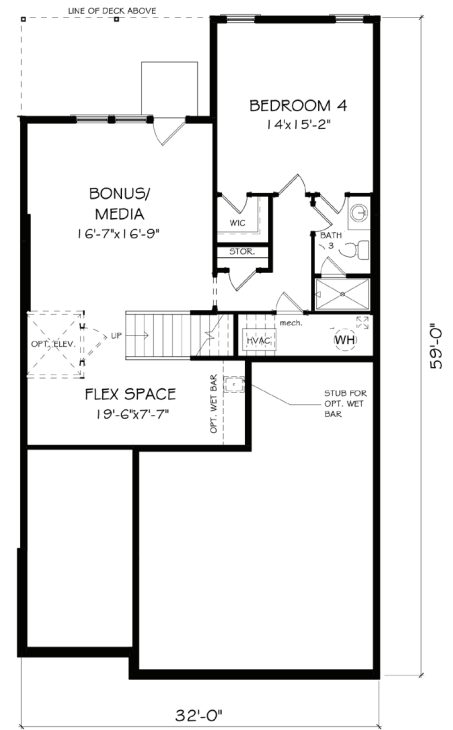 LINE OF DECK ABOVE
BEDROOM 4
14'x15'-2"
BONUS/
MEDIA
16'-7"x16'-9"
WIC
BATH
3
STOR.
mech.
OPT. ELEV.
UP
HVAC
WH
59'-0"
FLEX SPACE
19'-6"x7'-7"
OPT. WET BAR
STUB FOR
OPT. WET
BAR
32'-0"